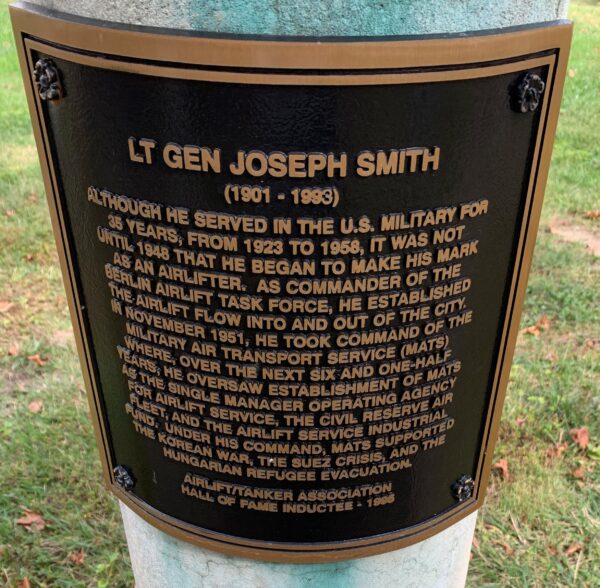 LT GEN JOSEPH SMITH
(1901 - 1993)
ALTHOUGH HE SERVED IN THE U.S. MILITARY FOR
35 YEARS, FROM 1923 TO 1958, IT WAS NOT
UNTIL 1948 THAT HE BEGAN TO MAKE HIS MARK
AS AN AIRLIFTER. AS COMMANDER OF THE
BERLIN AIRLIFT TASK FORCE, HE ESTABLISHED
THE AIRLIFT FLOW INTO AND OUT OF THE CITY.
IN NOVEMBER 1951, HE TOOK COMMAND OF THE
MILITARY AIR TRANSPORT SERVICE (MATS)
WHERE, OVER THE NEXT SIX AND ONE-HALF
YEARS, HE OVERSAW ESTABLISHMENT OF MATS
AS THE SINGLE MANAGER OPERATING AGENCY
FOR AIRLIFT SERVICE, THE CIVIL RESERVE AIR
FLEET, AND THE AIRLIFT SERVICE INDUSTRIAL
FUND. UNDER HIS COMMAND, MATS SUPPORTED
THE KOREAN WAR, THE SUEZ CRISIS, AND THE
HUNGARIAN REFUGEE EVACUATION.
AIRLIFT/TANKER ASSOCIATION
HALL OF FAME INDUCTEE -